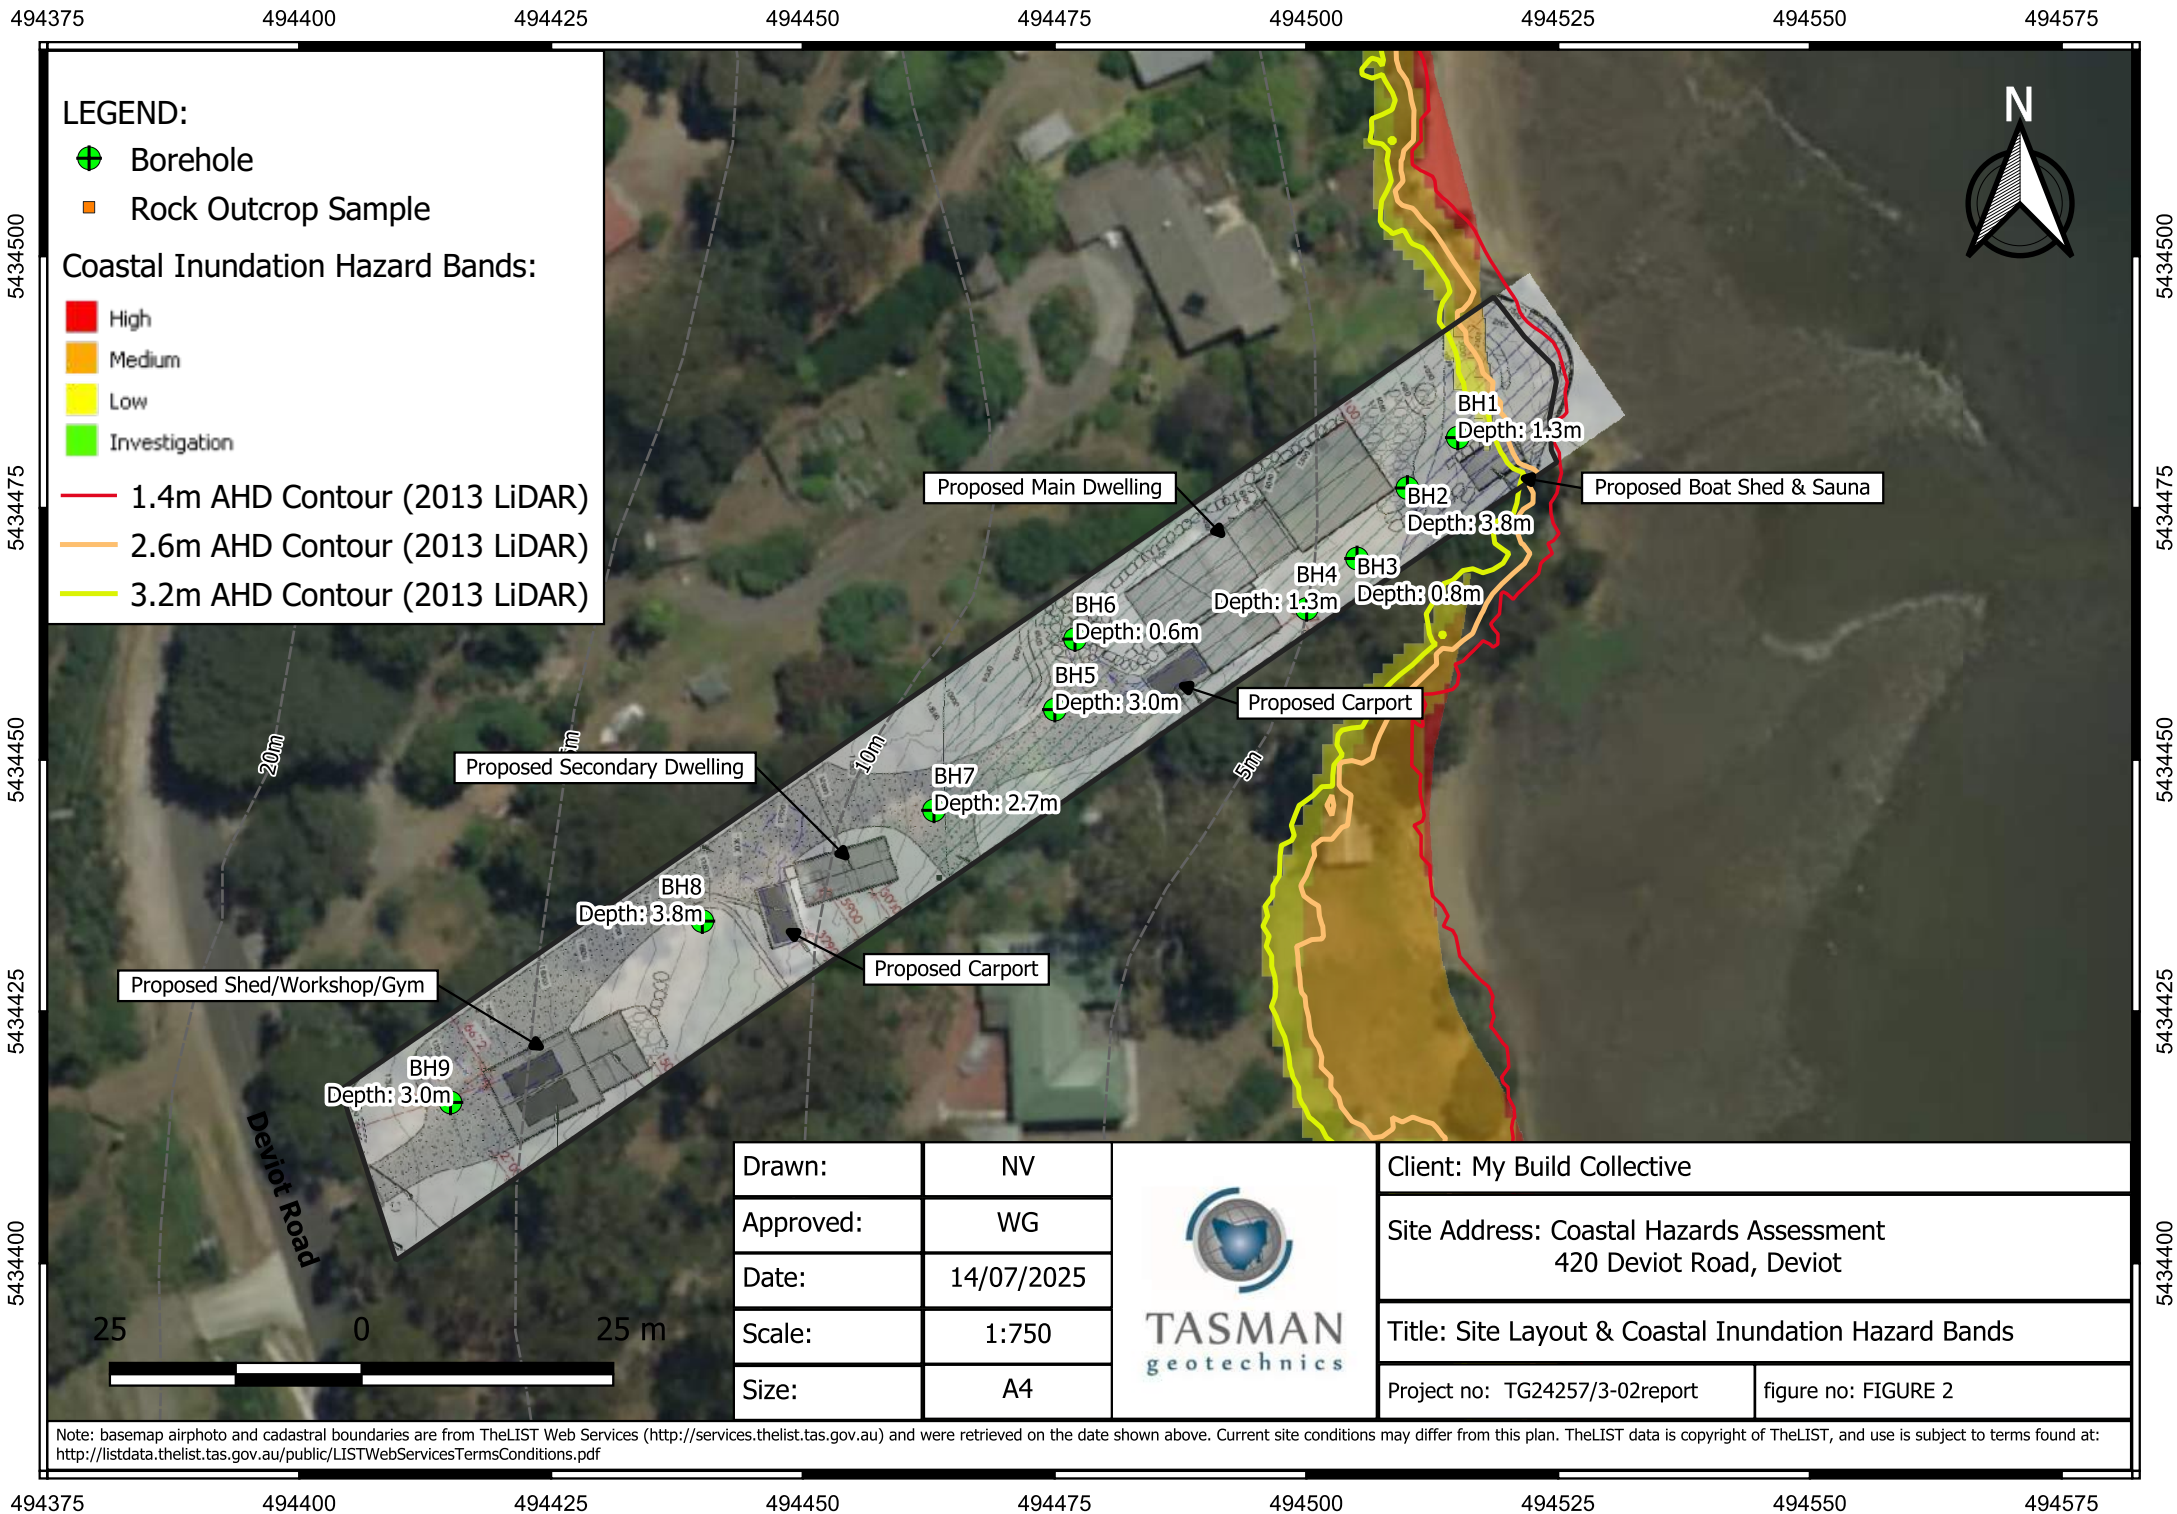 494375 494400 494425 494450 494475 494500 494525 494550 494575
LEGEND:
Borehole
Rock Outcrop Sample
Coastal Inundation Hazard Bands:
High
Medium
Low
Investigation
1.4m AHD Contour (2013 LiDAR)
2.6m AHD Contour (2013 LiDAR)
3.2m AHD Contour (2013 LiDAR)
N
5434500
5434475
5434450
5434425
5434400
5434500
5434475
5434450
5434425
5434400
BH1
Depth: 1.3m
Proposed Main Dwelling
Proposed Boat Shed & Sauna
BH2
Depth: 3.8m
BH3
Depth: 0.8m
BH4
Depth: 1.3m
BH6
Depth: 0.6m
BH5
Depth: 3.0m
Proposed Carport
20m
10m
5m
Proposed Secondary Dwelling
BH7
Depth: 2.7m
BH8
Depth: 3.8m
Proposed Carport
Proposed Shed/Workshop/Gym
BH9
Depth: 3.0m
Deviot Road
25 0 25 m
Drawn: NV
Approved: WG
Date: 14/07/2025
Scale: 1:750
Size: A4
TASMAN
geotechnics
Client: My Build Collective
Site Address: Coastal Hazards Assessment
420 Deviot Road, Deviot
Title: Site Layout & Coastal Inundation Hazard Bands
Project no: TG24257/3-02report
figure no: FIGURE 2
Note: basemap airphoto and cadastral boundaries are from TheLIST Web Services (http://services.thelist.tas.gov.au) and were retrieved on the date shown above. Current site conditions may differ from this plan. TheLIST data is copyright of TheLIST, and use is subject to terms found at:
http://listdata.thelist.tas.gov.au/public/LISTWebServicesTermsConditions.pdf
494375 494400 494425 494450 494475 494500 494525 494550 494575